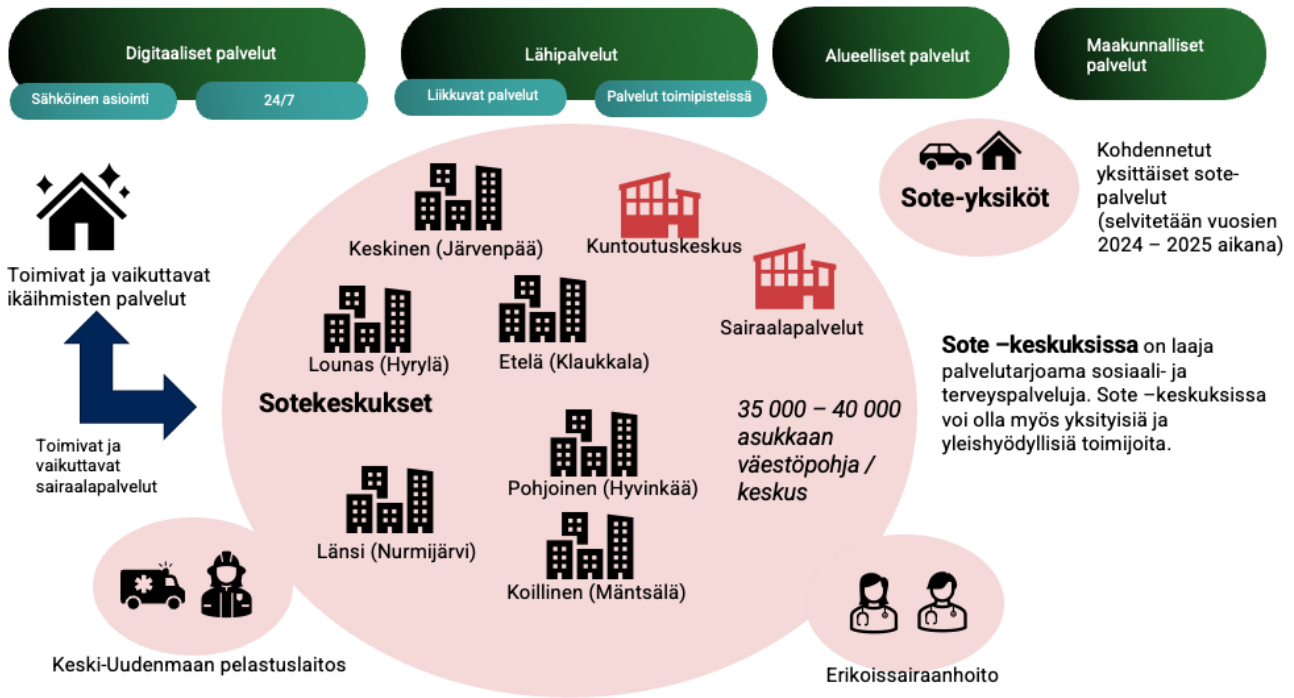 Digitaaliset palvelut
Sähköinen asiointi
24/7
Lähipalvelut
Liikkuvat palvelut
Palvelut toimipisteissä
Alueelliset palvelut
Maakunnalliset
palvelut
Toimivat ja vaikuttavat
ikäihmisten palvelut
Toimivat ja
vaikuttavat
sairaalapalvelut
Keskinen (Järvenpää)
Kuntoutuskeskus
Sairaalapalvelut
Lounas (Hyrylä)
Etelä (Klaukkala)
Sotekeskukset
35 000 – 40 000
asukkaan
väestöpohja /
keskus
Pohjoinen (Hyvinkää)
Länsi (Nurmijärvi)
Koillinen (Mäntsälä)
Sote-yksiköt
Kohdennetut
yksittäiset sote-
palvelut
(selvitetään vuosien
2024 – 2025 aikana)
Sote –keskuksissa on laaja
palvelutarjoama sosiaali- ja
terveyspalveluja. Sote –keskuksissa
voi olla myös yksityisiä ja
yleishyödyllisiä toimijoita.
Keski-Uudenmaan pelastuslaitos
Erikoissairaanhoito